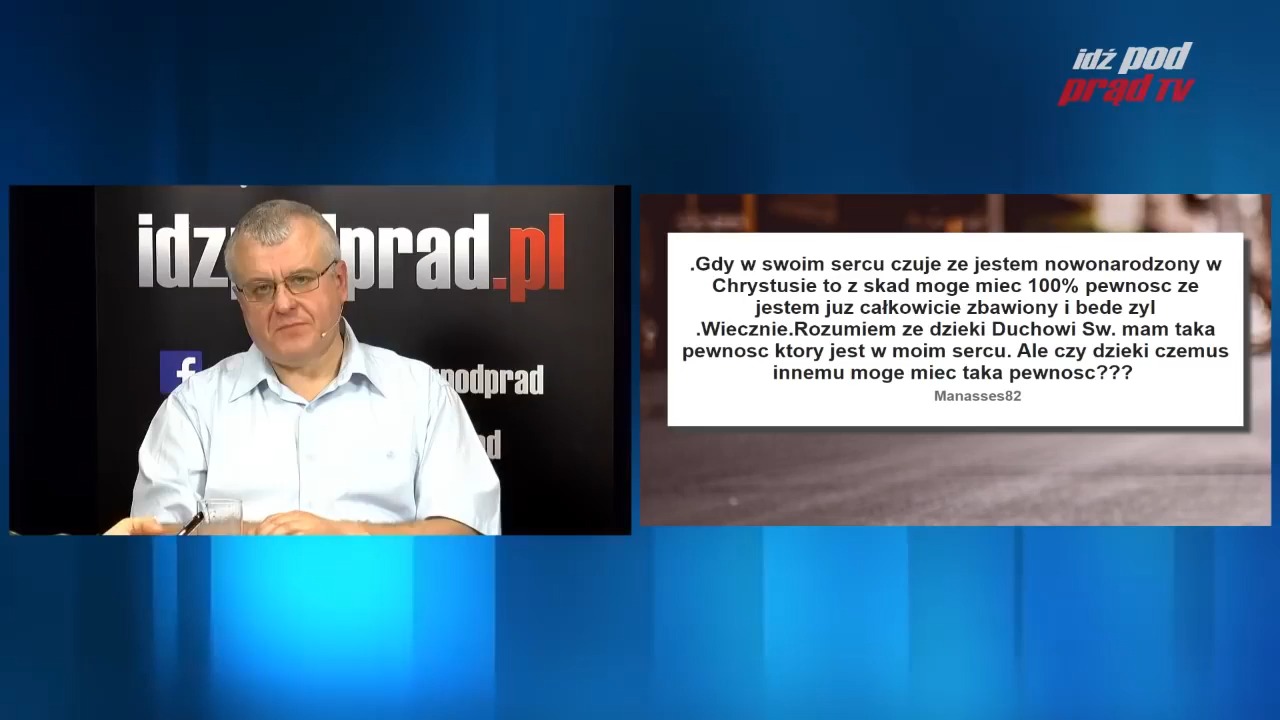 idź pod
prąd TV
idz dprad.pl
f podprad
ad
.Gdy w swoim sercu czuje ze jestem nowonarodzony w
Chrystusie to z skad moge miec 100% pewnosc ze
jestem juz całkowicie zbawiony i bede zyl
.Wiecznie.Rozumiem ze dzieki Duchowi Sw. mam taka
pewnosc ktory jest w moim sercu. Ale czy dzieki czemus
innemu moge miec taka pewnosc???
Manasses82